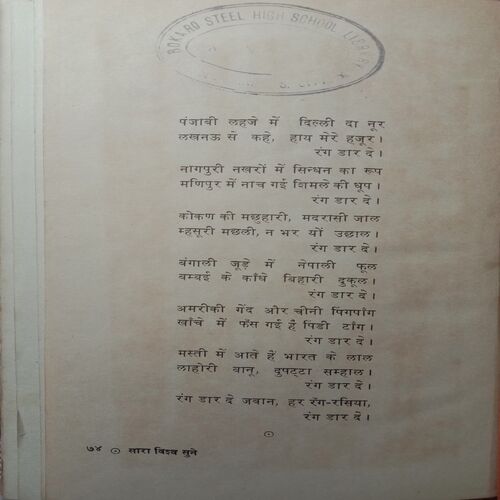 BOKARO STEEL HIGH SCHOOL LIBRARY
पंजाबी लहजे में दिल्ली दा नूर
लखनऊ से कहे, हाय मेरे हजूर।
रंग डार दे।
नागपुरी नखरों में सिन्धन का रूप
मणिपुर में नाच गई शिमले की धूप।
रंग डार दे।
कोकण की मछुहारी, मदरासी जाल
म्हसूरी मछली, न भर यों उछाल।
रंग डार दे।
बंगाली जूड़े में नेपाली फूल
बम्बई के काँधे बिहारी दुकूल।
रंग डार दे।
अमरीकी गेंद और चीनी पिंगपांग
खाँचे में फँस गई है पिंडी टाँग।
रंग डार दे।
मस्ती में आते हैं भारत के लाल
लाहोरी बानू, दुपट्टा सम्हाल।
रंग डार दे।
रंग डार दे जवान, हर रँग-रसिया,
रंग डार दे।
७४ ⊙ सारा विश्व सुने